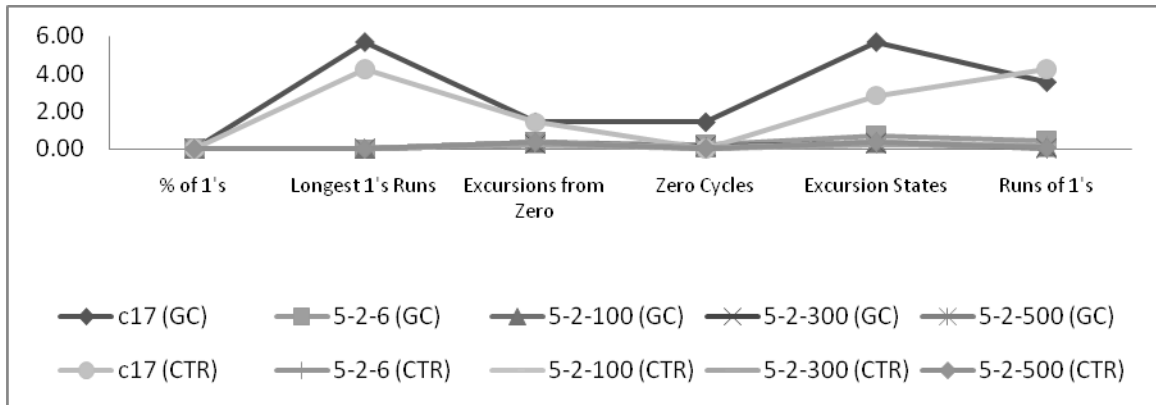 6.00
4.00
2.00
0.00
% of 1's Longest 1's Runs Excursions from Zero Cycles Excursion States Runs of 1's
Zero
c17 (GC) 5-2-6 (GC) 5-2-100 (GC) 5-2-300 (GC) 5-2-500 (GC)
c17 (CTR) 5-2-6 (CTR) 5-2-100 (CTR) 5-2-300 (CTR) 5-2-500 (CTR)